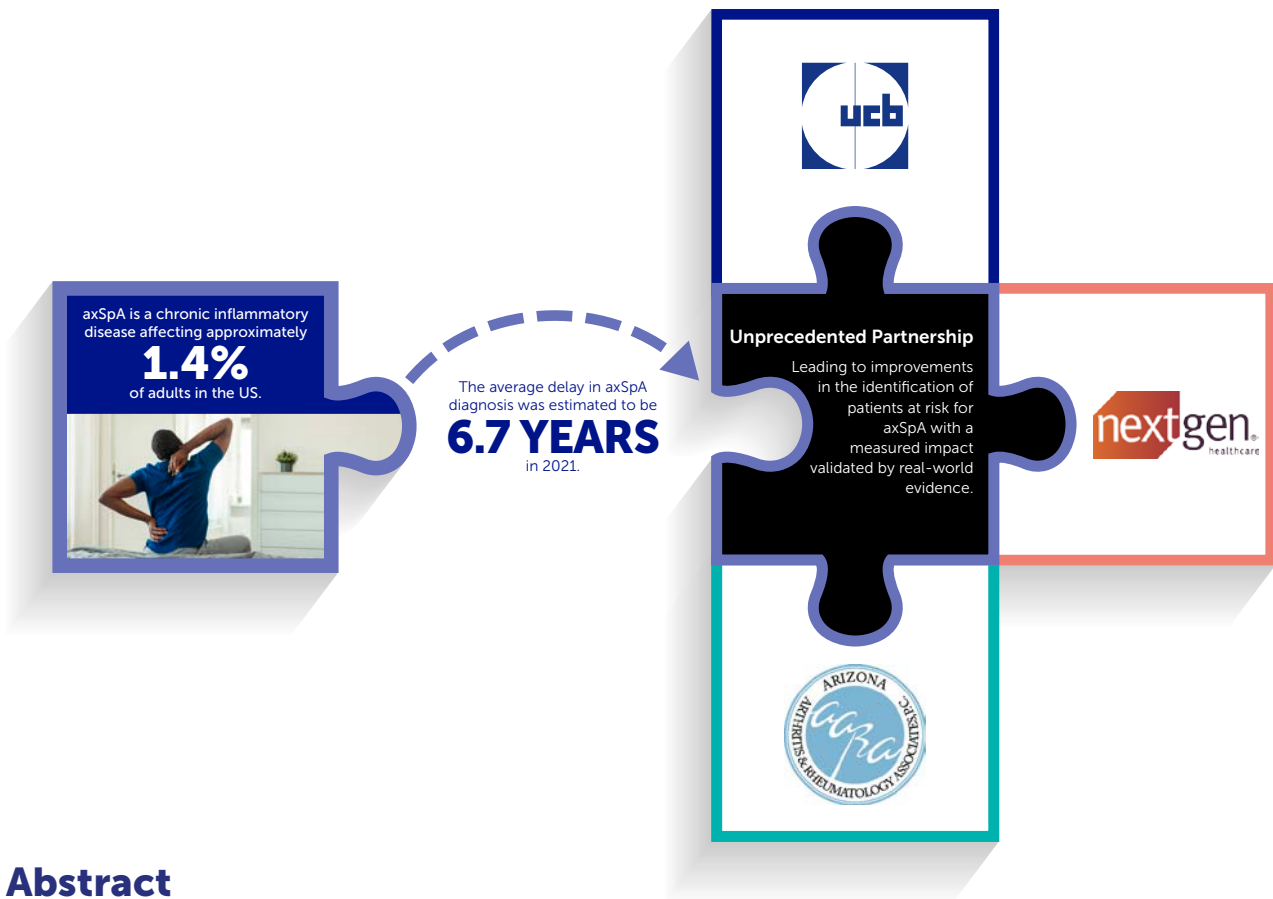 ucb
axSpA is a chronic inflammatory
disease affecting approximately
1.4%
of adults in the US.
The average delay in axSpA
diagnosis was estimated to be
6.7 YEARS
in 2021.
Unprecedented Partnership
Leading to improvements
in the identification of
patients at risk for
axSpA with a
measured impact
validated by real-world
evidence.
nextgen®
healthcare
ARIZONA
ARTHRITIS & RHEUMATOLOGY ASSOCIATES, P.C.
aara
Abstract